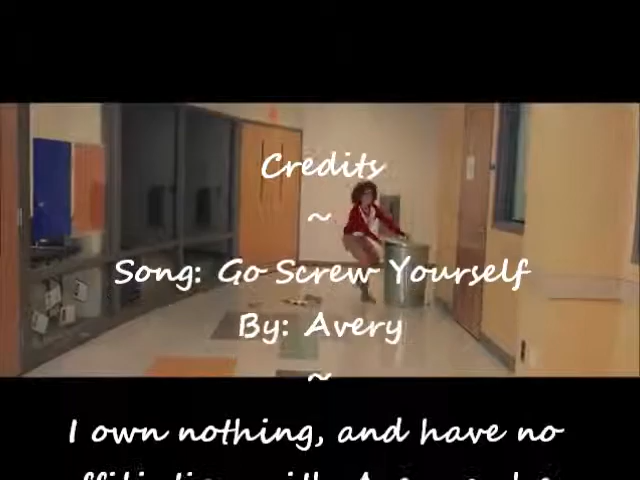 Credits
~
Song: Go Screw Yourself
By: Avery
~
I own nothing, and have no